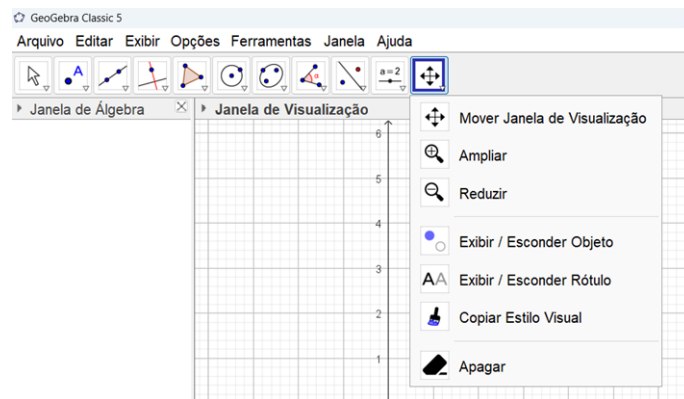 GeoGebra Classic 5
Arquivo Editar Exibir Opções Ferramentas Janela Ajuda
A α a=2
Janela de Álgebra Janela de Visualização
Mover Janela de Visualização
Ampliar
Reduzir
Exibir / Esconder Objeto
AA Exibir / Esconder Rótulo
Copiar Estilo Visual
Apagar
6
5
4
3
2
1